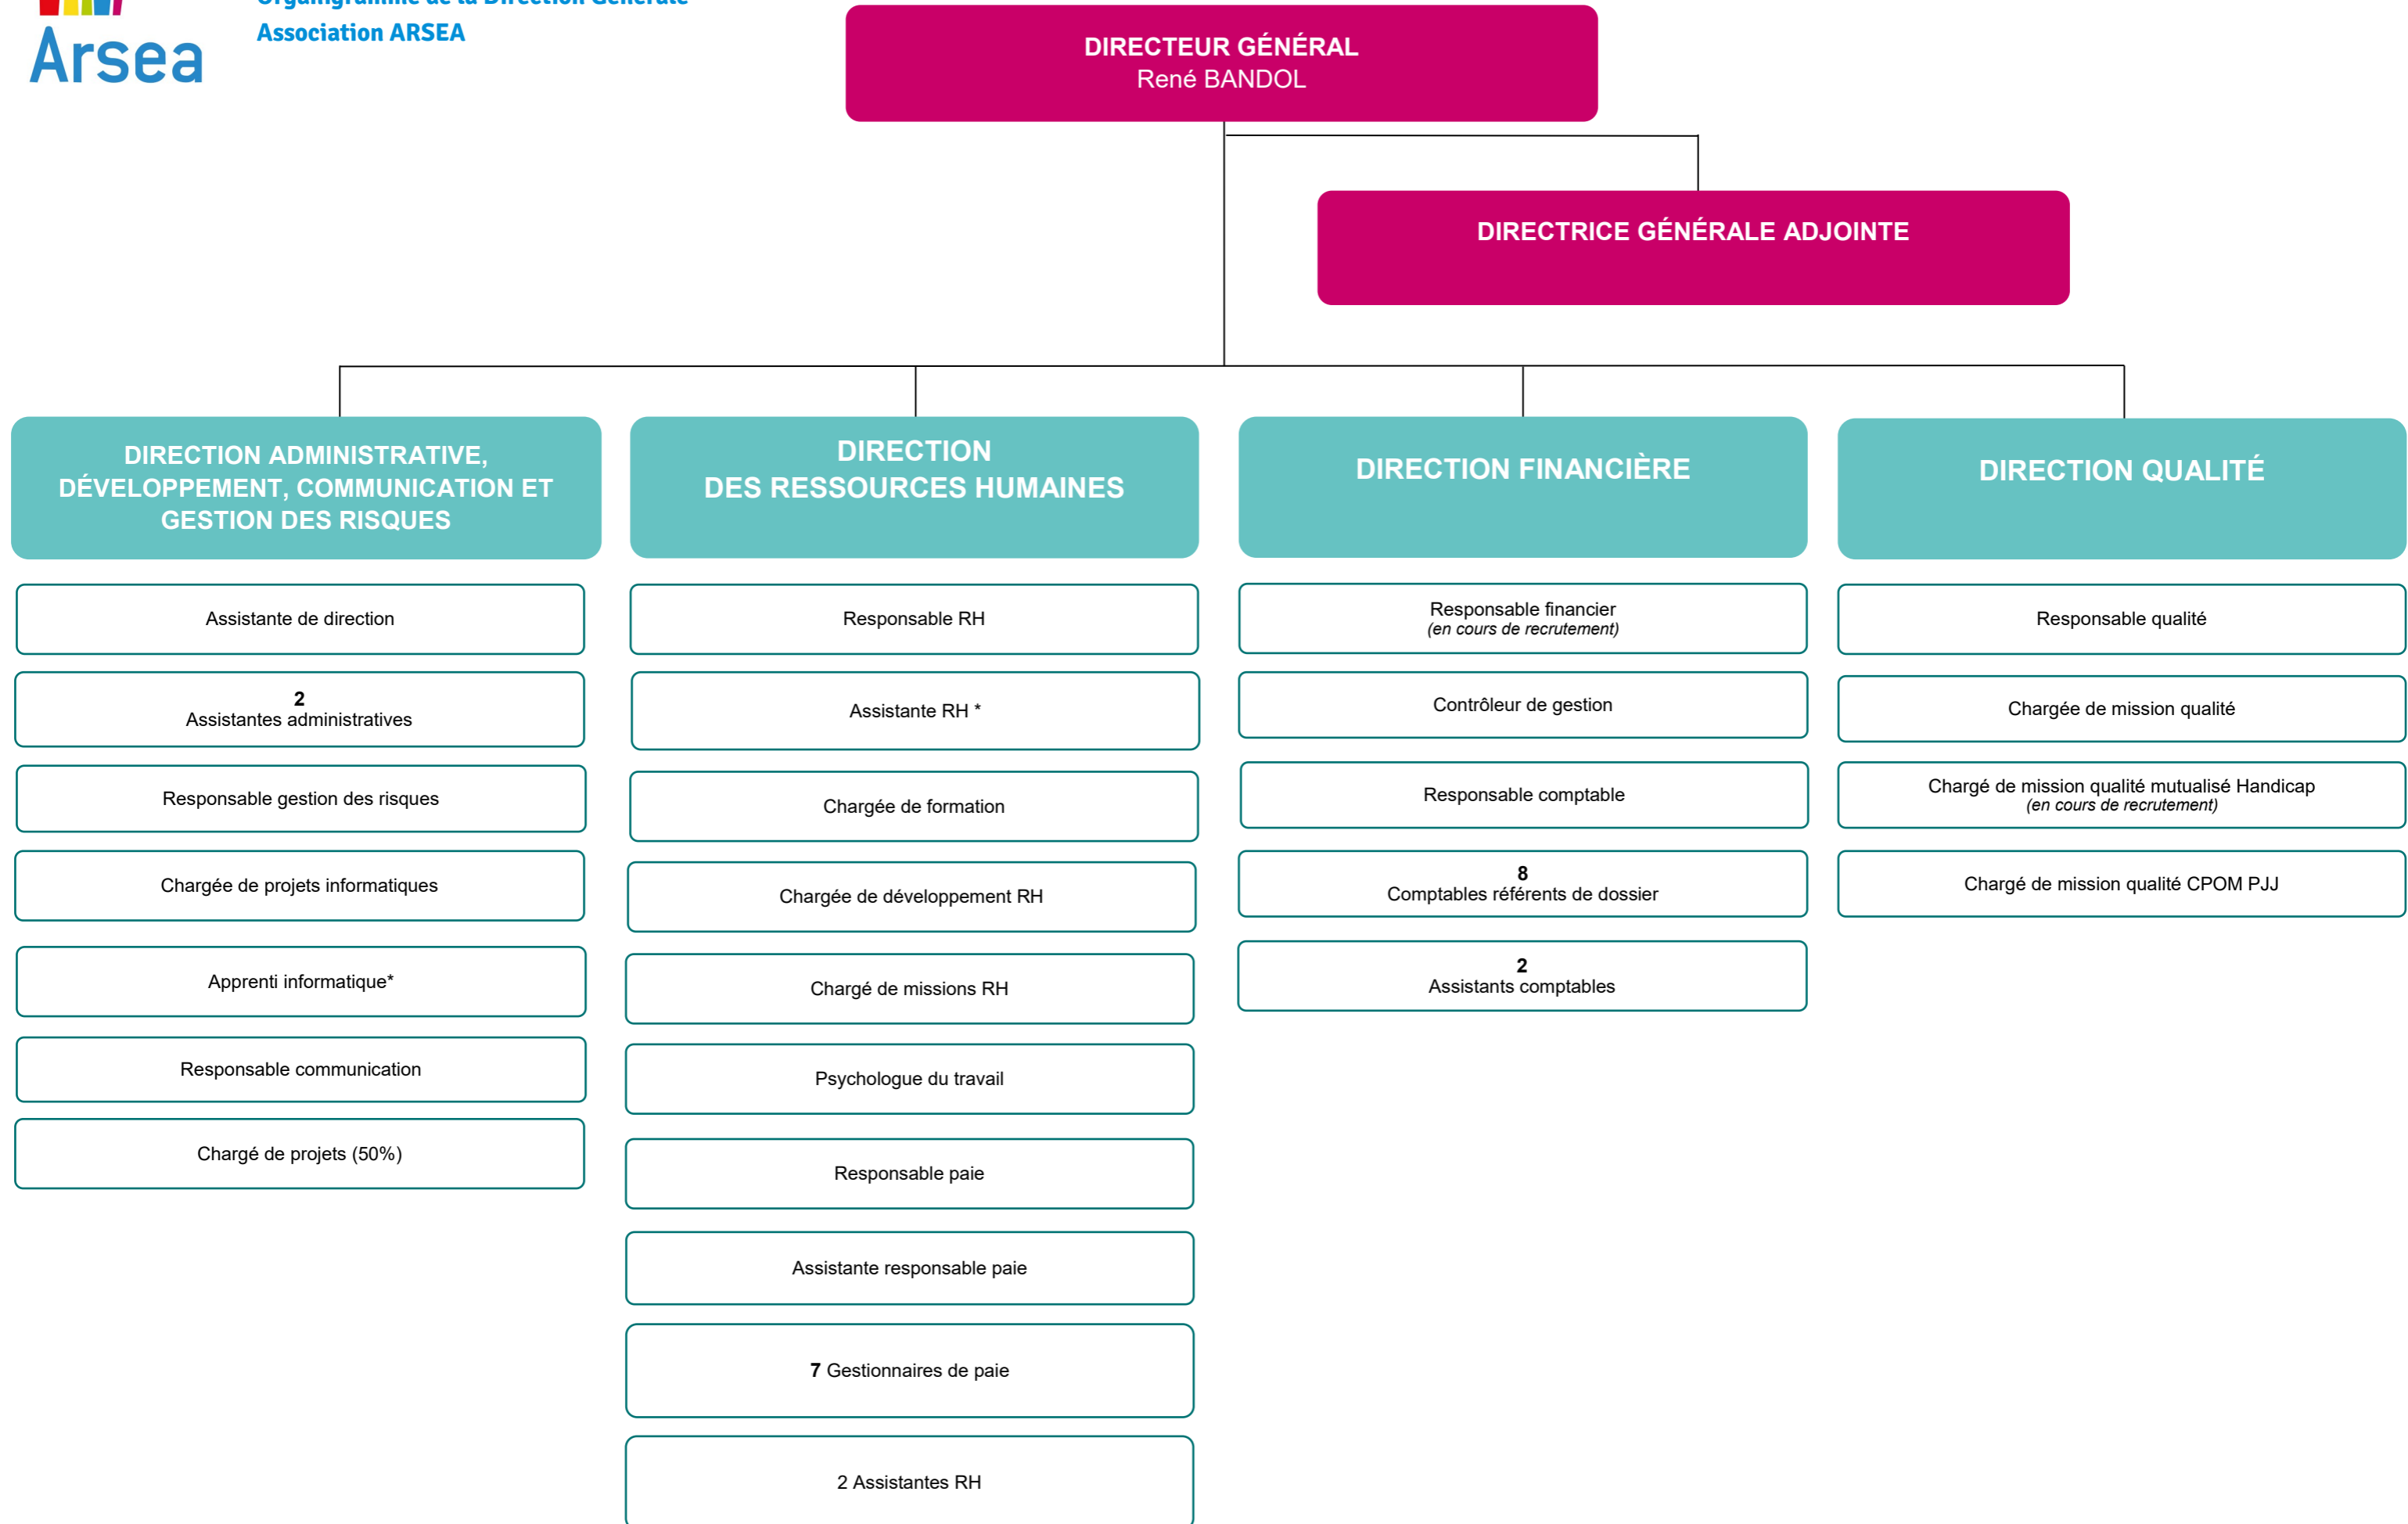 Organigramme de la Direction Générale
Association ARSEA
Arsea
DIRECTEUR GÉNÉRAL
René BANDOL
DIRECTRICE GÉNÉRALE ADJOINTE
DIRECTION ADMINISTRATIVE,
DÉVELOPPEMENT, COMMUNICATION ET
GESTION DES RISQUES
Assistante de direction
2
Assistantes administratives
Responsable gestion des risques
Chargée de projets informatiques
Apprenti informatique*
Responsable communication
Chargé de projets (50%)
DIRECTION
DES RESSOURCES HUMAINES
Responsable RH
Assistante RH *
Chargée de formation
Chargée de développement RH
Chargé de missions RH
Psychologue du travail
Responsable paie
Assistante responsable paie
7 Gestionnaires de paie
2 Assistantes RH
DIRECTION FINANCIÈRE
Responsable financier
(en cours de recrutement)
Contrôleur de gestion
Responsable comptable
8
Comptables référents de dossier
2
Assistants comptables
DIRECTION QUALITÉ
Responsable qualité
Chargée de mission qualité
Chargé de mission qualité mutualisé Handicap
(en cours de recrutement)
Chargé de mission qualité CPOM PJJ